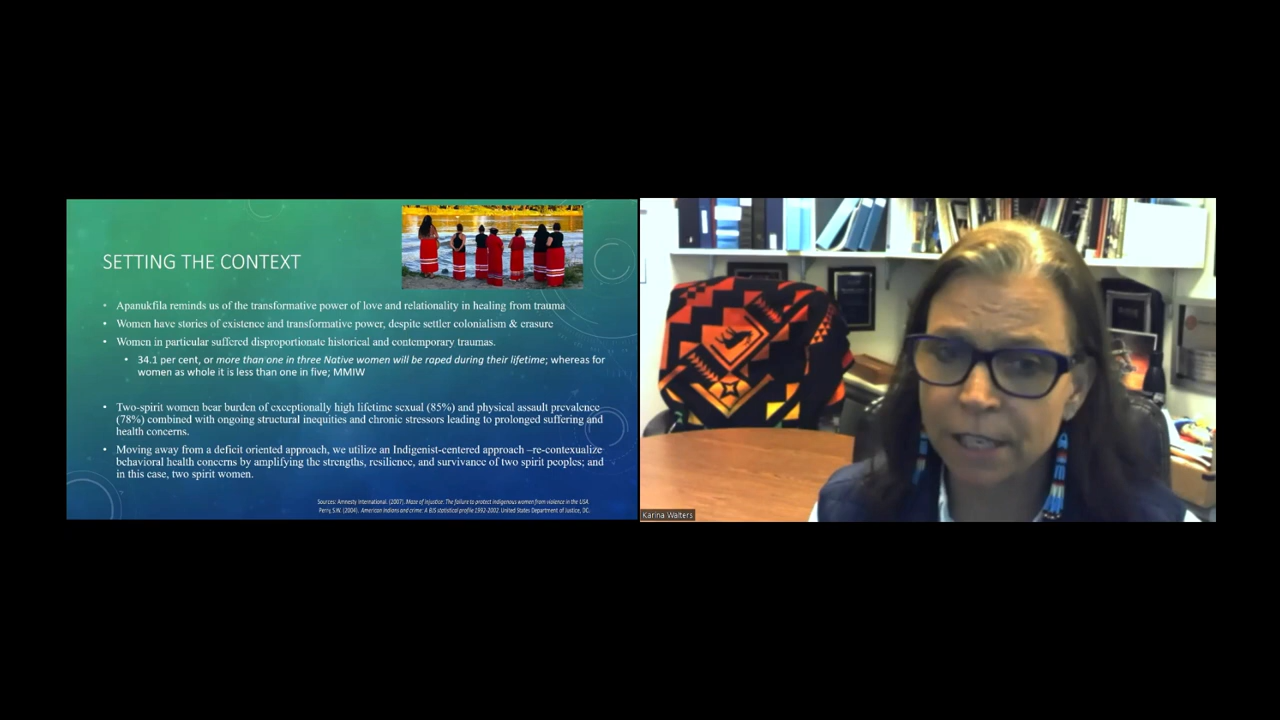 SETTING THE CONTEXT
• Apanukfila reminds us of the transformative power of love and relationality in healing from trauma
• Women have stories of existence and transformative power, despite settler colonialism & erasure
• Women in particular suffered disproportionate historical and contemporary traumas.
• 34.1 per cent, or more than one in three Native women will be raped during their lifetime; whereas for
women as whole it is less than one in five; MMIW
• Two-spirit women bear burden of exceptionally high lifetime sexual (85%) and physical assault prevalence
(78%) combined with ongoing structural inequities and chronic stressors leading to prolonged suffering and
health concerns.
• Moving away from a deficit oriented approach, we utilize an Indigenist-centered approach –re-contexualize
behavioral health concerns by amplifying the strengths, resilience, and survivance of two spirit peoples; and
in this case, two spirit women.
Sources: Amnesty International. (2007). Maze of Injustice: The failure to protect indigenous women from violence in the USA.
Perry, S.W. (2004). American Indians and crime: A BJS statistical profile 1992-2002. United States Department of Justice, DC.
Karina Walters